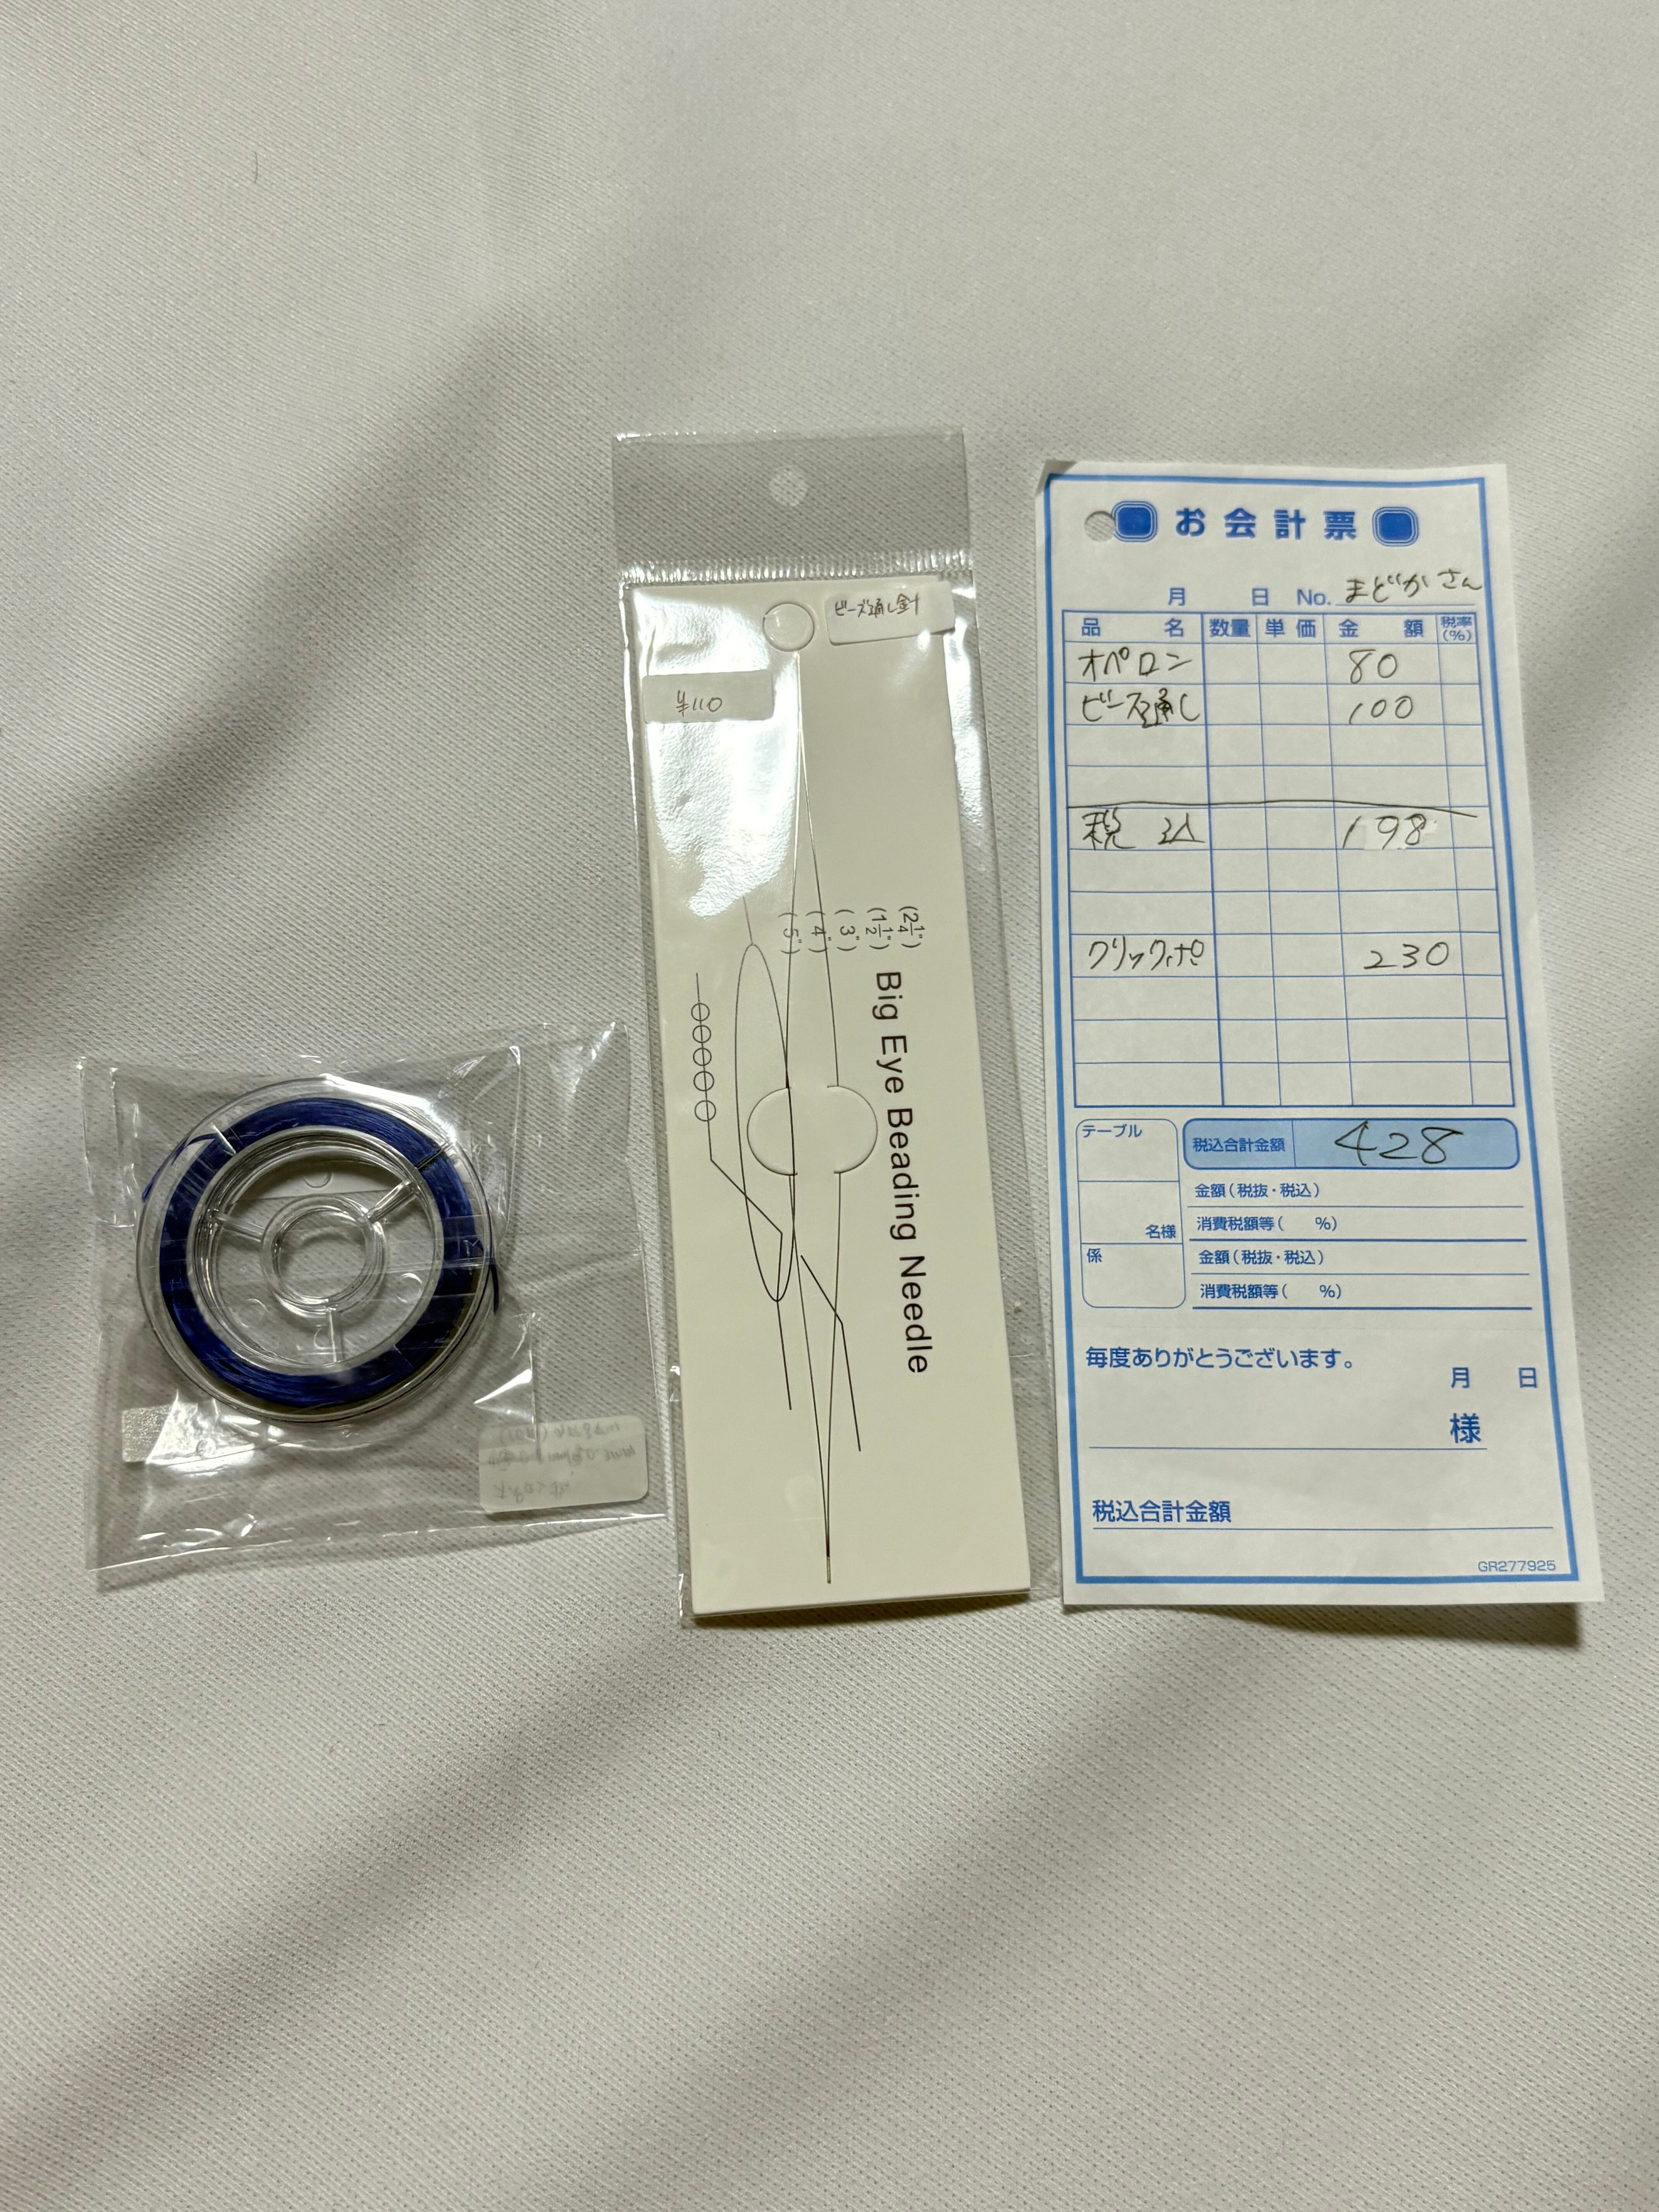 ビーズ通し針
¥110
(2 1/4")
(1 1/2")
(3")
(4")
(5")
Big Eye Beading Needle
お会計票
月 日 No. まどかさん
品名 数量 単価 金額 税率(%)
オペロン 80
ビーズ通し 100
税込 198
クリックポ 230
テーブル
名様
係
税込合計金額 428
金額(税抜・税込)
消費税額等( %)
金額(税抜・税込)
消費税額等( %)
毎度ありがとうございます。
月 日
様
税込合計金額
GR277925